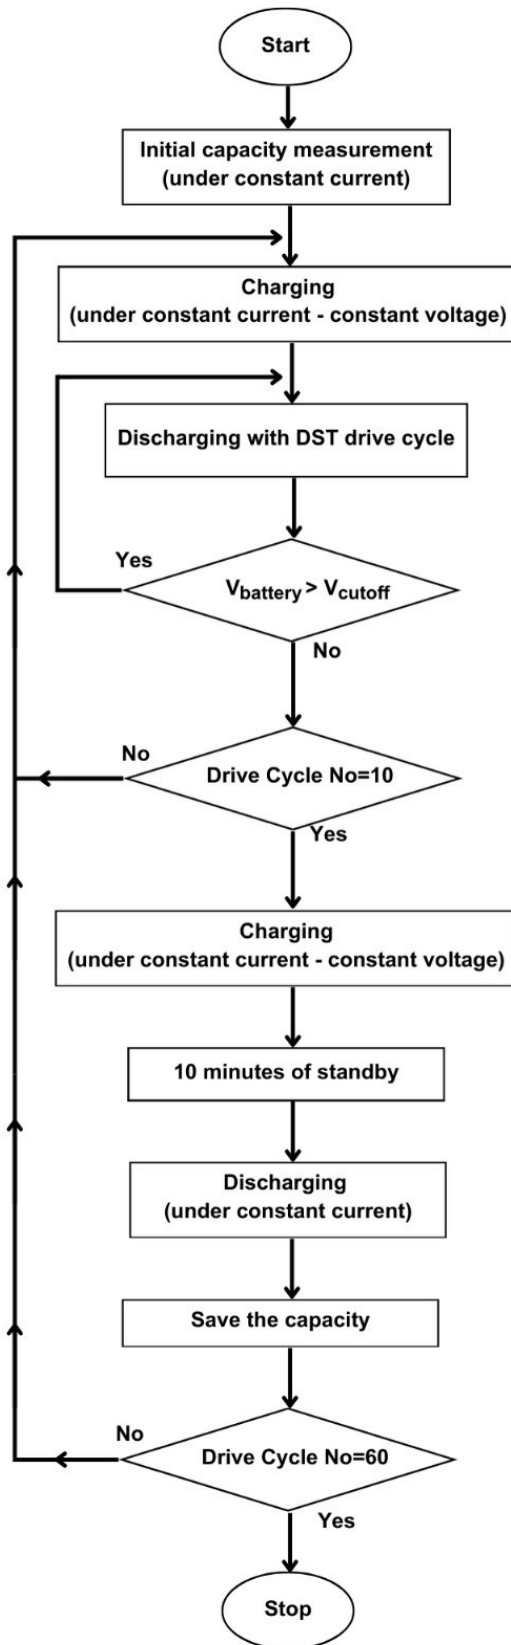 Start
Initial capacity measurement
(under constant current)
Charging
(under constant current - constant voltage)
Discharging with DST drive cycle
Yes
Vbattery > Vcutoff
No
No
Drive Cycle No=10
Yes
Charging
(under constant current - constant voltage)
10 minutes of standby
Discharging
(under constant current)
Save the capacity
No
Drive Cycle No=60
Yes
Stop